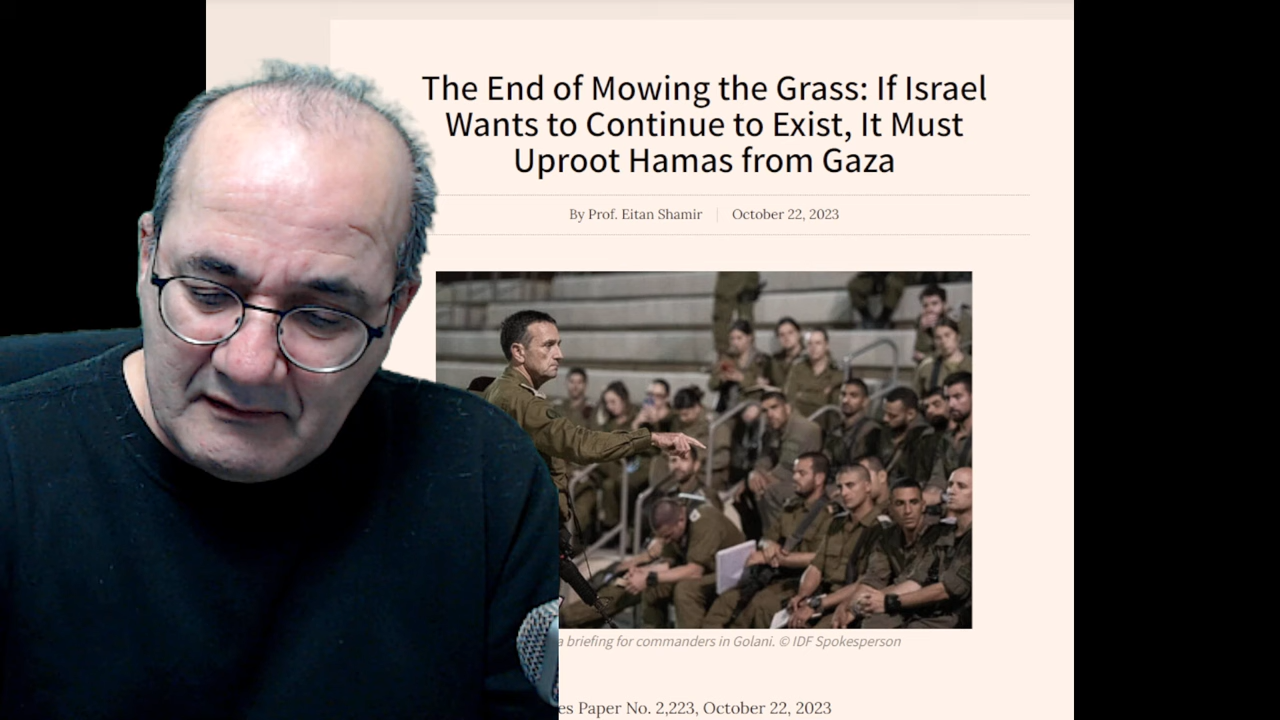 The End of Mowing the Grass: If Israel
Wants to Continue to Exist, It Must
Uproot Hamas from Gaza
By Prof. Eitan Shamir | October 22, 2023
a briefing for commanders in Golani. © IDF Spokesperson
es Paper No. 2,223, October 22, 2023